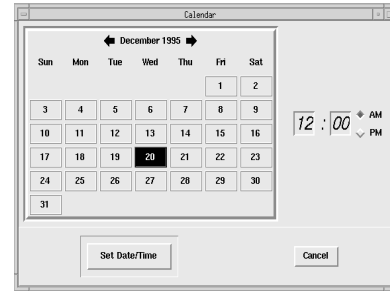 Calendar
December 1995
Sun Mon Tue Wed Thu Fri Sat
1 2
3 4 5 6 7 8 9
10 11 12 13 14 15 16
17 18 19 20 21 22 23
24 25 26 27 28 29 30
31
12 : 00 AM
PM
Set Date/Time Cancel